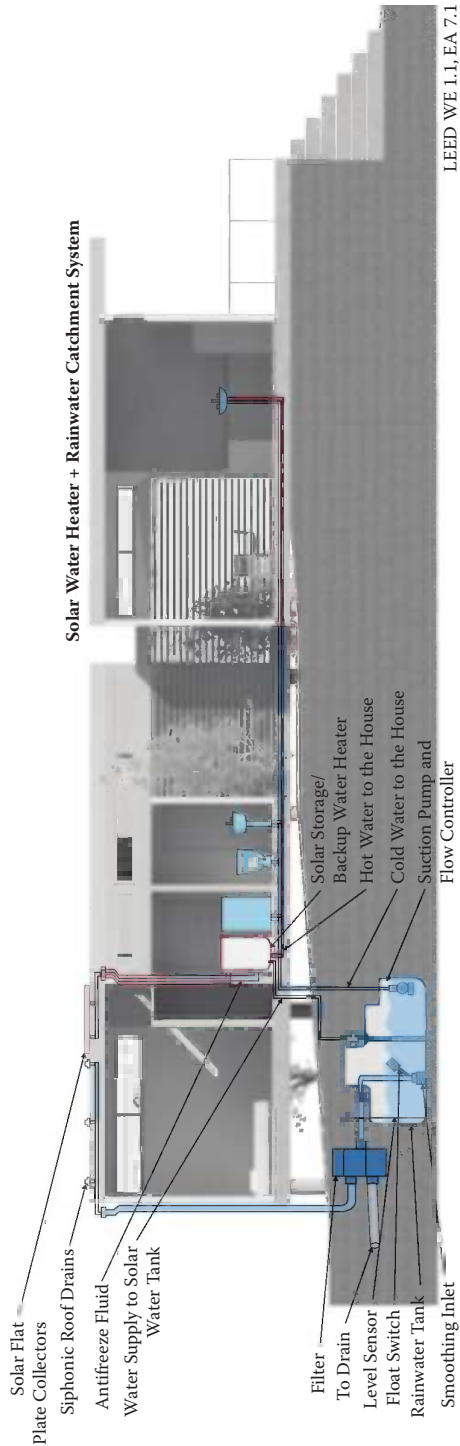 Solar Water Heater + Rainwater Catchment System
Solar Flat
Plate Collectors
Siphonic Roof Drains
Antifreeze Fluid
Water Supply to Solar
Water Tank
Filter
To Drain
Level Sensor
Float Switch
Rainwater Tank
Smoothing Inlet
Solar Storage/
Backup Water Heater
Hot Water to the House
Cold Water to the House
Suction Pump and
Flow Controller
LEED WE 1.1, EA 7.1